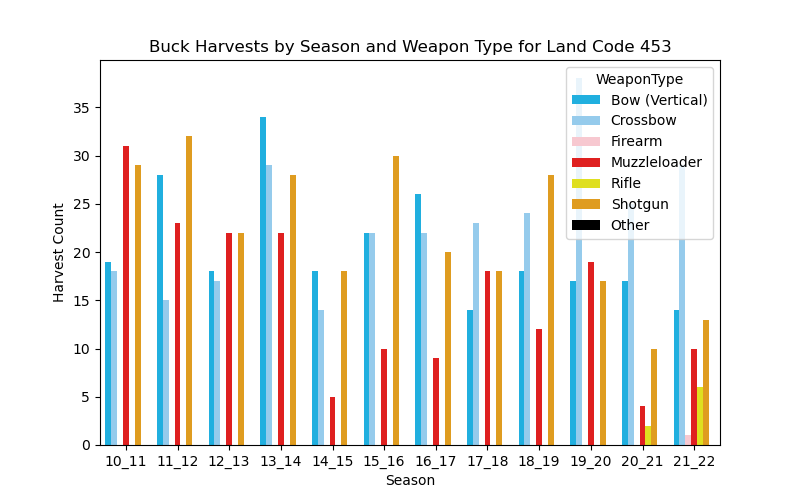 Buck Harvests by Season and Weapon Type for Land Code 453
WeaponType
Bow (Vertical)
Crossbow
Firearm
Muzzleloader
Rifle
Shotgun
Other
Harvest Count
35
30
25
20
15
10
5
0
10_11 11_12 12_13 13_14 14_15 15_16 16_17 17_18 18_19 19_20 20_21 21_22
Season